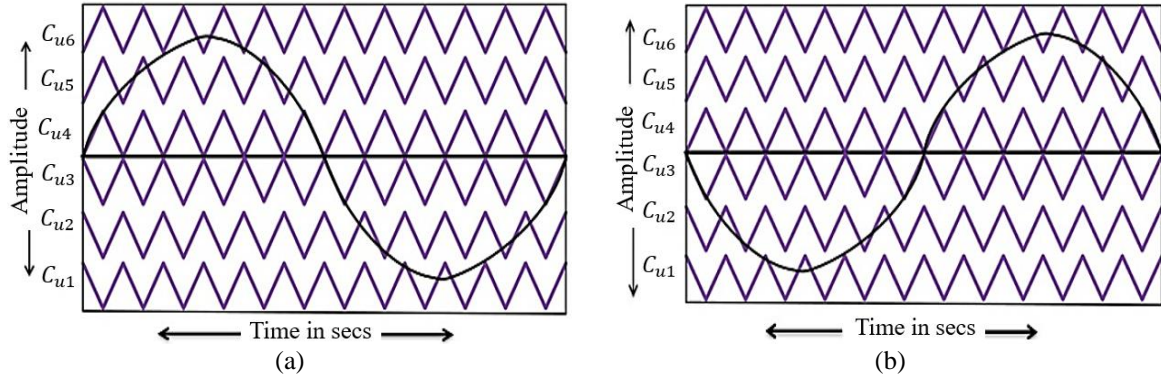 C_{u6}
C_{u5}
C_{u4}
C_{u3}
C_{u2}
C_{u1}
Amplitude
Time in secs
(a)
C_{u6}
C_{u5}
C_{u4}
C_{u3}
C_{u2}
C_{u1}
Amplitude
Time in secs
(b)